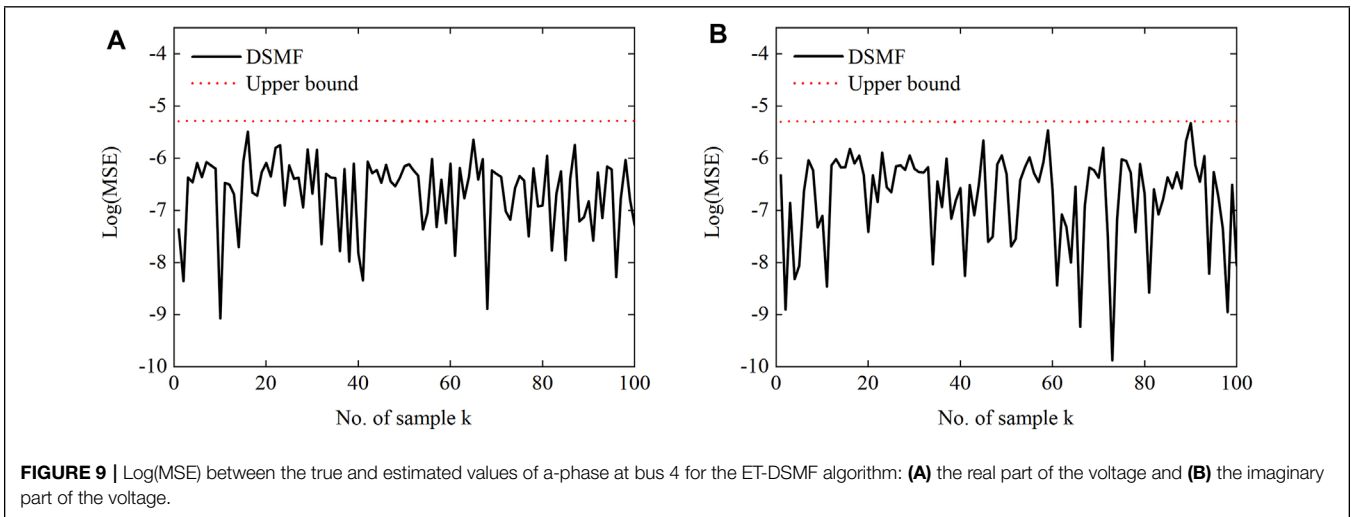 A
DSMF
Upper bound
-4
-5
-6
-7
-8
-9
-10
Log(MSE)
0 20 40 60 80 100
No. of sample k
B
DSMF
Upper bound
-4
-5
-6
-7
-8
-9
-10
Log(MSE)
0 20 40 60 80 100
No. of sample k
FIGURE 9 | Log(MSE) between the true and estimated values of a-phase at bus 4 for the ET-DSMF algorithm: (A) the real part of the voltage and (B) the imaginary
part of the voltage.